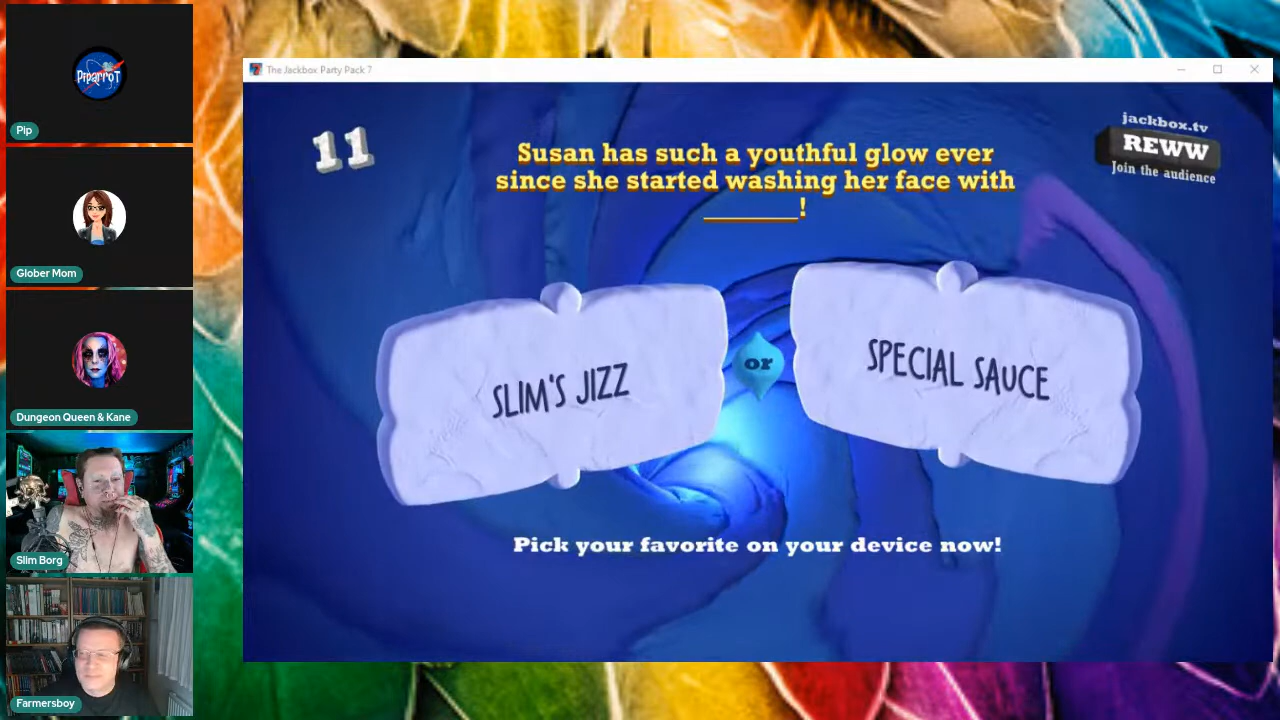 PiparroT
Pip
Glober Mom
Dungeon Queen & Kane
Slim Borg
Farmersboy
The Jackbox Party Pack 7
11
Susan has such a youthful glow ever
since she started washing her face with
________!
jackbox.tv
REWW
Join the audience
SLIM'S JIZZ
or
SPECIAL SAUCE
Pick your favorite on your device now!